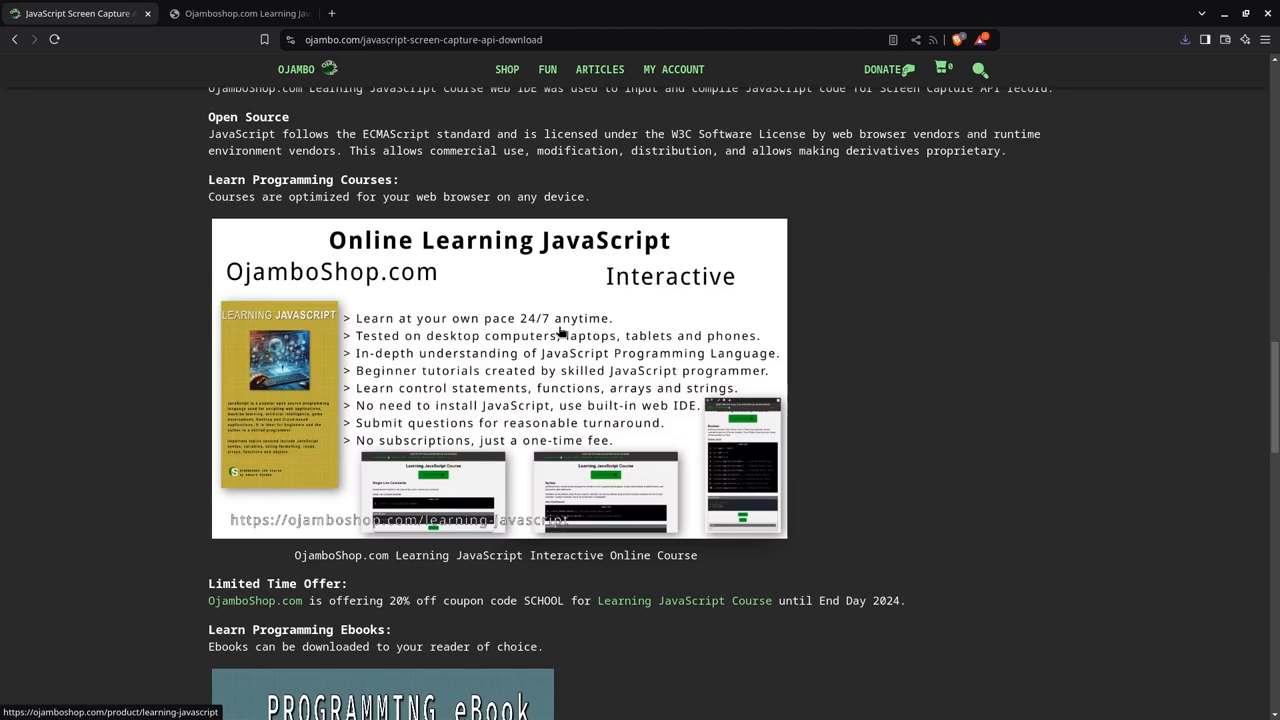 JavaScript Screen Capture A
Ojamboshop.com Learning Jav
ojambo.com/javascript-screen-capture-api-download
OJAMBO
SHOP
FUN
ARTICLES
MY ACCOUNT
DONATE
0
OjamboShop.com Learning JavaScript Course Web IDE was used to input and compile JavaScript code for Screen Capture Api record.
Open Source
JavaScript follows the ECMAScript standard and is licensed under the W3C Software License by web browser vendors and runtime
environment vendors. This allows commercial use, modification, distribution, and allows making derivatives proprietary.
Learn Programming Courses:
Courses are optimized for your web browser on any device.
Online Learning JavaScript
OjamboShop.com
Interactive
LEARNING JAVASCRIPT
> Learn at your own pace 24/7 anytime.
> Tested on desktop computers, laptops, tablets and phones.
> In-depth understanding of JavaScript Programming Language.
> Beginner tutorials created by skilled JavaScript programmer.
> Learn control statements, functions, arrays and strings.
> No need to install Javascript, use built-in web IDE.
> Submit questions for reasonable turnaround.
> No subscriptions, just a one-time fee.
Learning JavaScript Course
Learning JavaScript Course
https://ojamboshop.com/learning-javascript
OjamboShop.com Learning JavaScript Interactive Online Course
Limited Time Offer:
OjamboShop.com is offering 20% off coupon code SCHOOL for Learning JavaScript Course until End Day 2024.
Learn Programming Ebooks:
Ebooks can be downloaded to your reader of choice.
PROGRAMMING eBook
https://ojamboshop.com/product/learning-javascript